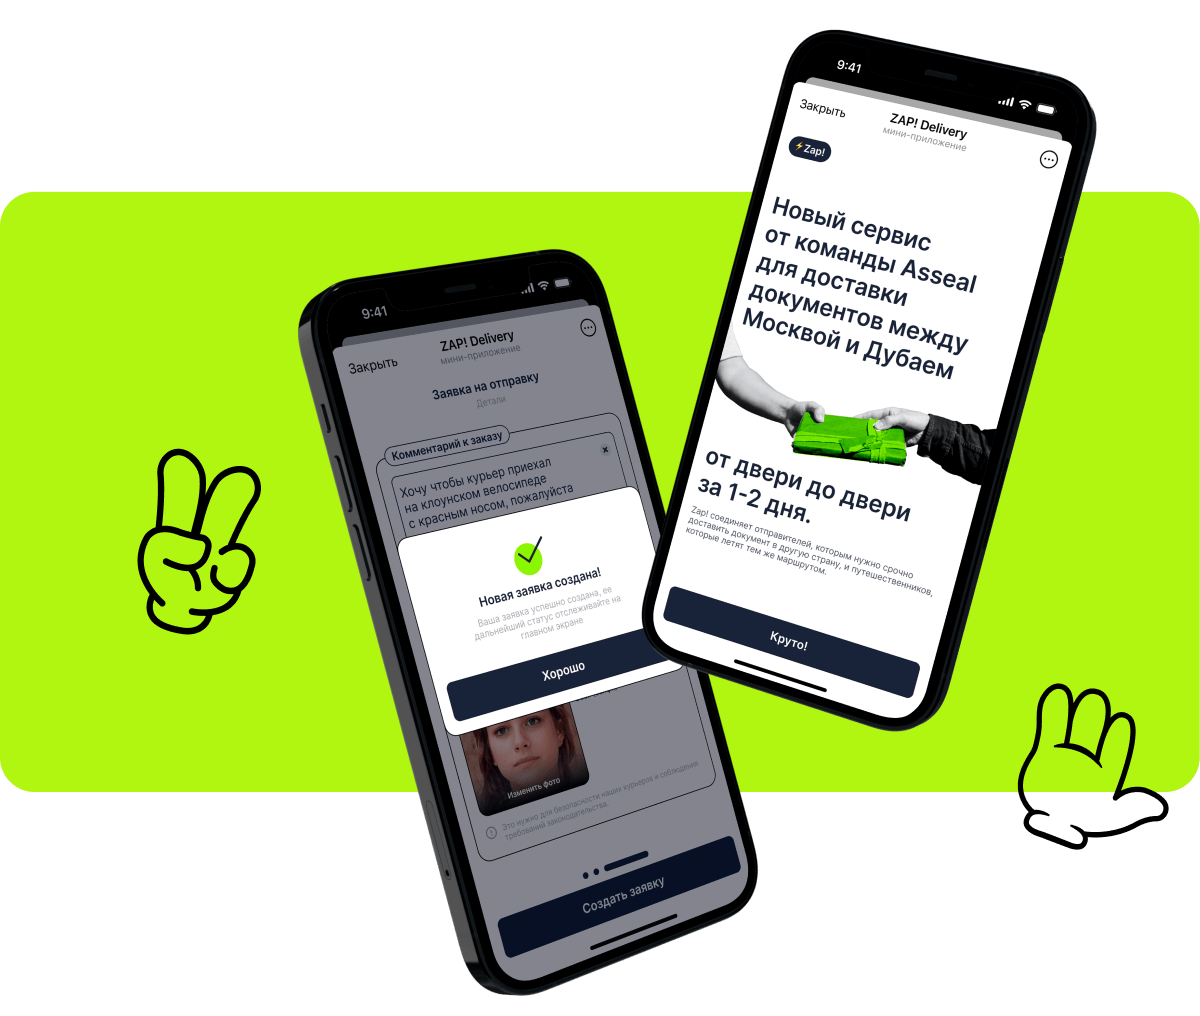 9:41
Закрыть
ZAP! Delivery
мини-приложение
Заявка на отправку
Детали
Комментарий к заказу
Хочу чтобы курьер приехал
на клоунском велосипеде
с красным носом, пожалуйста
Новая заявка создана!
Ваша заявка успешно создана, ее
дальнейший статус отслеживайте на
главном экране
Хорошо
Изменить фото
Это нужно для безопасности наших курьеров и соблюдения
требований законодательства.
Создать заявку
9:41
Закрыть
ZAP! Delivery
мини-приложение
⚡Zap!
Новый сервис
от команды Asseal
для доставки
документов между
Москвой и Дубаем
от двери до двери
за 1-2 дня.
Zap! соединяет отправителей, которым нужно срочно
доставить документ в другую страну, и путешественников,
которые летят тем же маршрутом.
Круто!